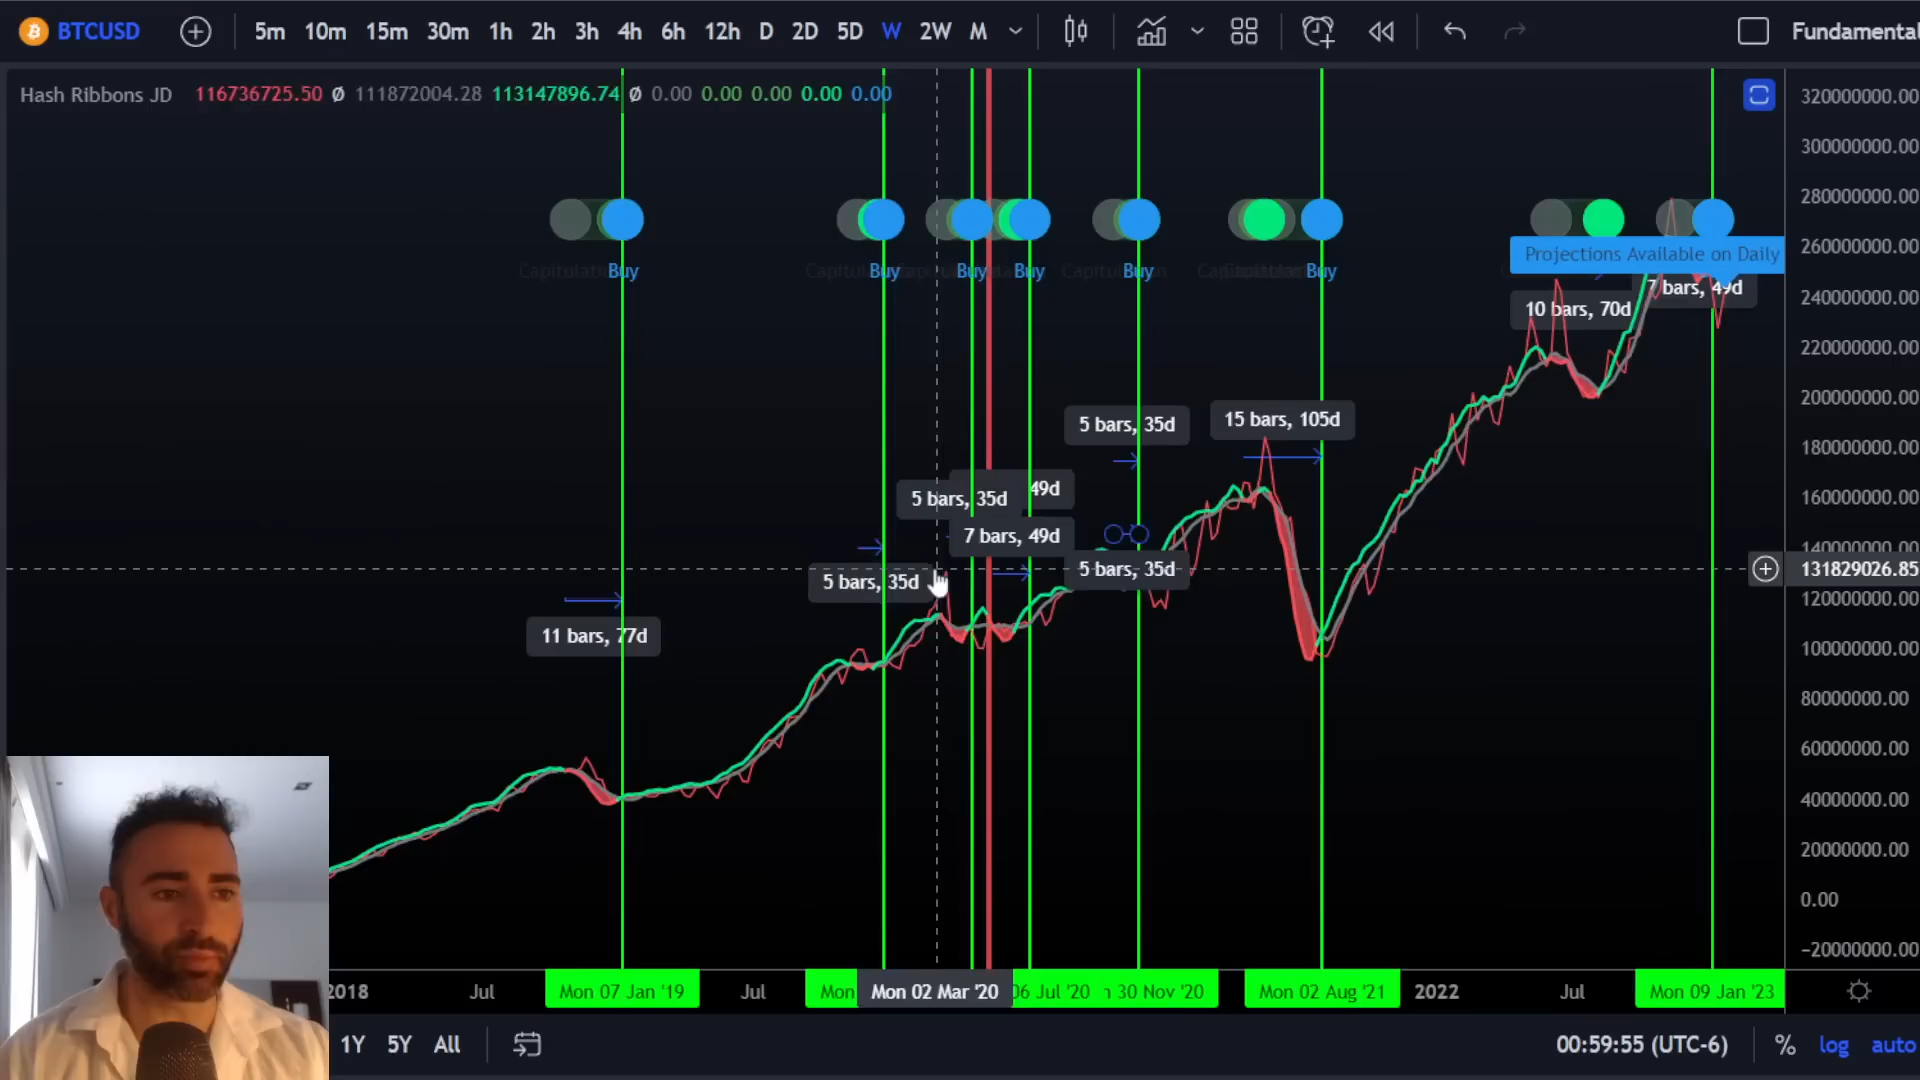 BTCUSD 5m 10m 15m 30m 1h 2h 3h 4h 6h 12h D 2D 5D W 2W M Fundamental
Hash Ribbons JD 116736725.50 Ø 111872004.28 113147896.74 Ø 0.00 0.00 0.00 0.00 0.00
320000000.00
300000000.00
280000000.00
260000000.00
240000000.00
220000000.00
200000000.00
180000000.00
160000000.00
140000000.00
131829026.85
120000000.00
100000000.00
80000000.00
60000000.00
40000000.00
20000000.00
0.00
−20000000.00
Buy Buy Buy Buy Buy Buy
Projections Available on Daily
7 bars, 49d
10 bars, 70d
5 bars, 35d
15 bars, 105d
5 bars, 35d
49d
7 bars, 49d
5 bars, 35d
5 bars, 35d
11 bars, 77d
2018 Jul Mon 07 Jan '19 Jul Mon Mon 02 Mar '20 06 Jul '20 30 Nov '20 Mon 02 Aug '21 2022 Jul Mon 09 Jan '23
1Y 5Y All 00:59:55 (UTC-6) % log auto